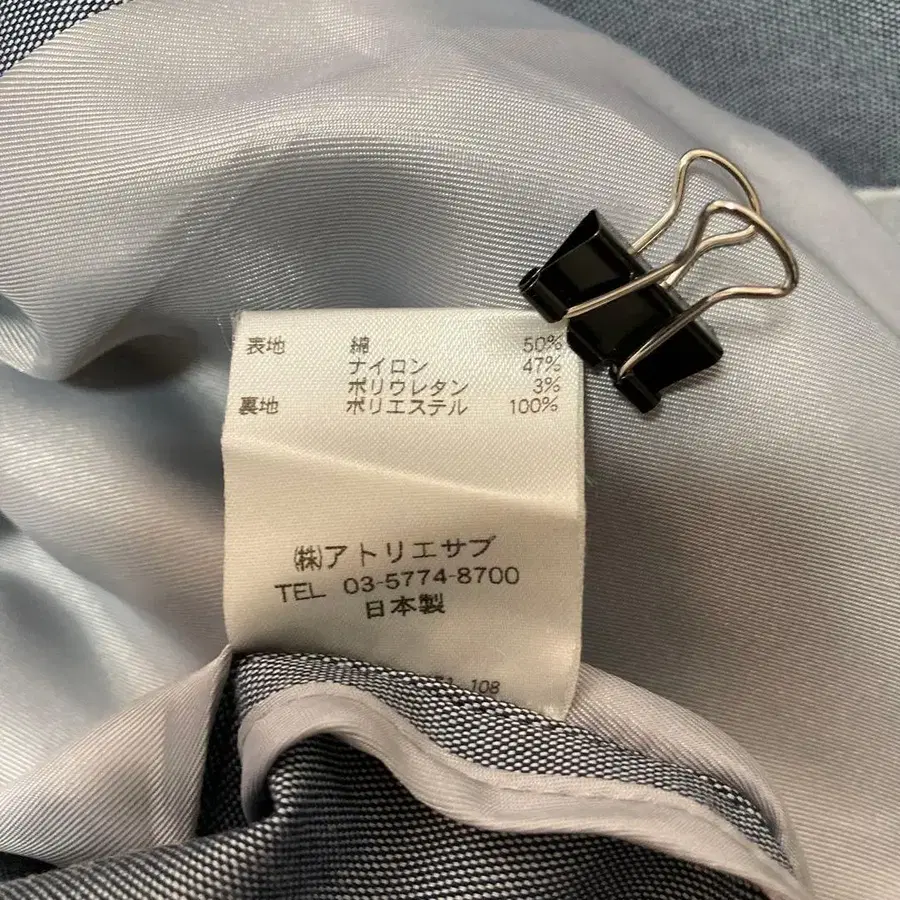 表地 綿 50%
ナイロン 47%
ポリウレタン 3%
裏地 ポリエステル 100%
㈱アトリエサブ
TEL 03-5774-8700
日本製
108